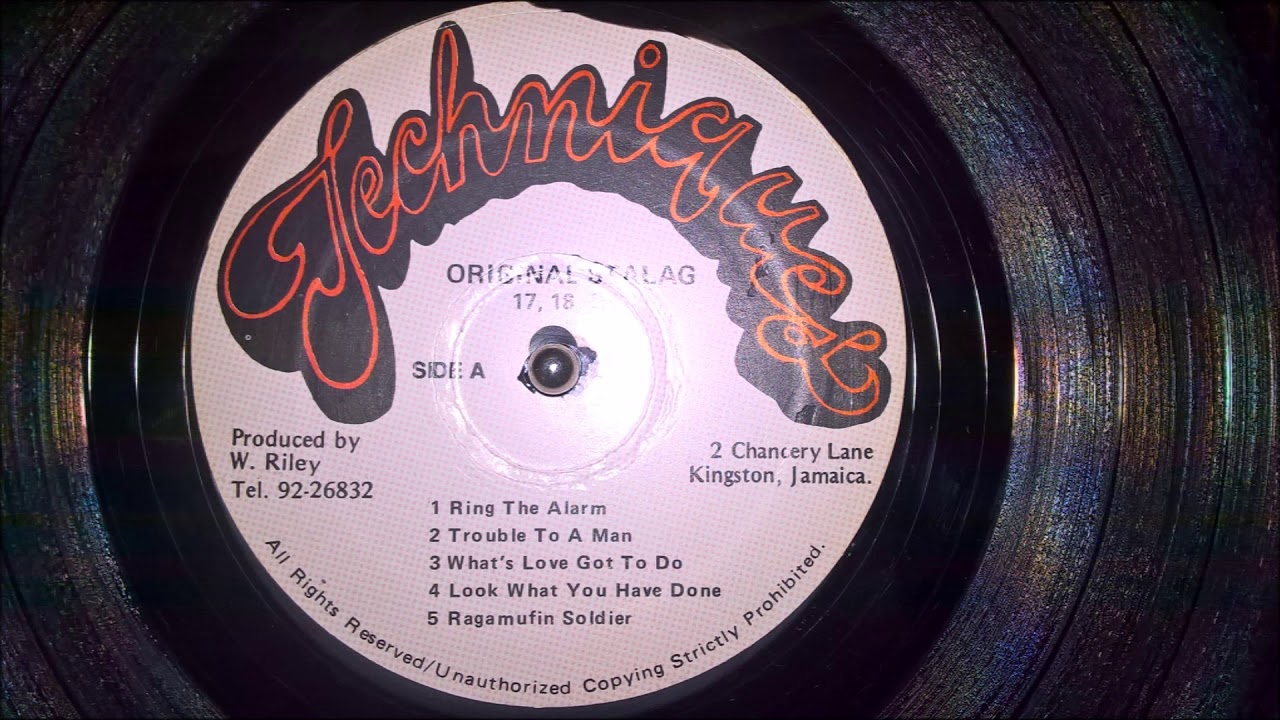 Techniques
ORIGINAL STALAG
17, 18
SIDE A
Produced by
W. Riley
Tel. 92-26832
2 Chancery Lane
Kingston, Jamaica.
1 Ring The Alarm
2 Trouble To A Man
3 What's Love Got To Do
4 Look What You Have Done
5 Ragamufin Soldier
All Rights Reserved/Unauthorized Copying Strictly Prohibited.